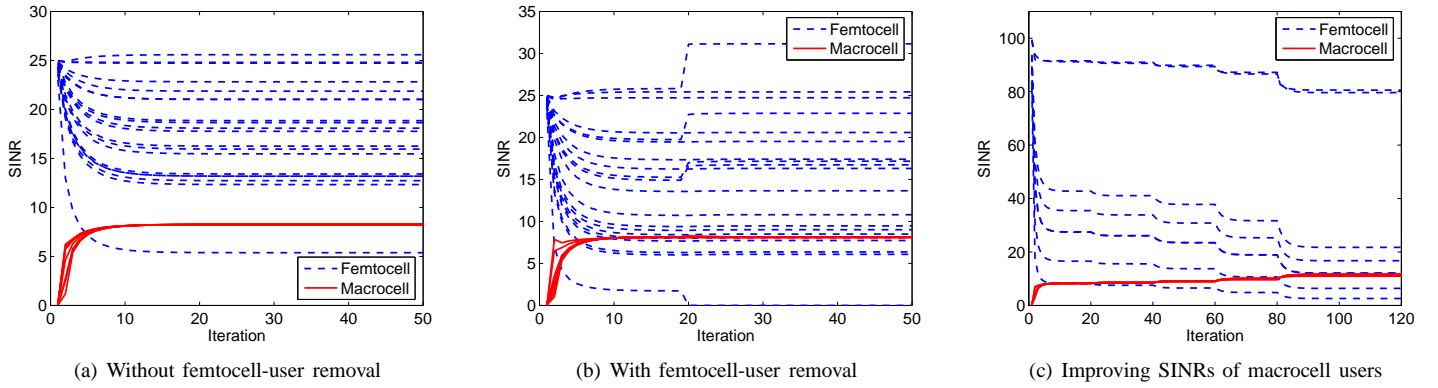 30
25
20
15
10
5
0
SINR
0 10 20 30 40 50
Iteration
Femtocell
Macrocell
(a) Without femtocell-user removal
35
30
25
20
15
10
5
0
SINR
0 10 20 30 40 50
Iteration
Femtocell
Macrocell
(b) With femtocell-user removal
100
80
60
40
20
0
SINR
0 20 40 60 80 100 120
Iteration
Femtocell
Macrocell
(c) Improving SINRs of macrocell users